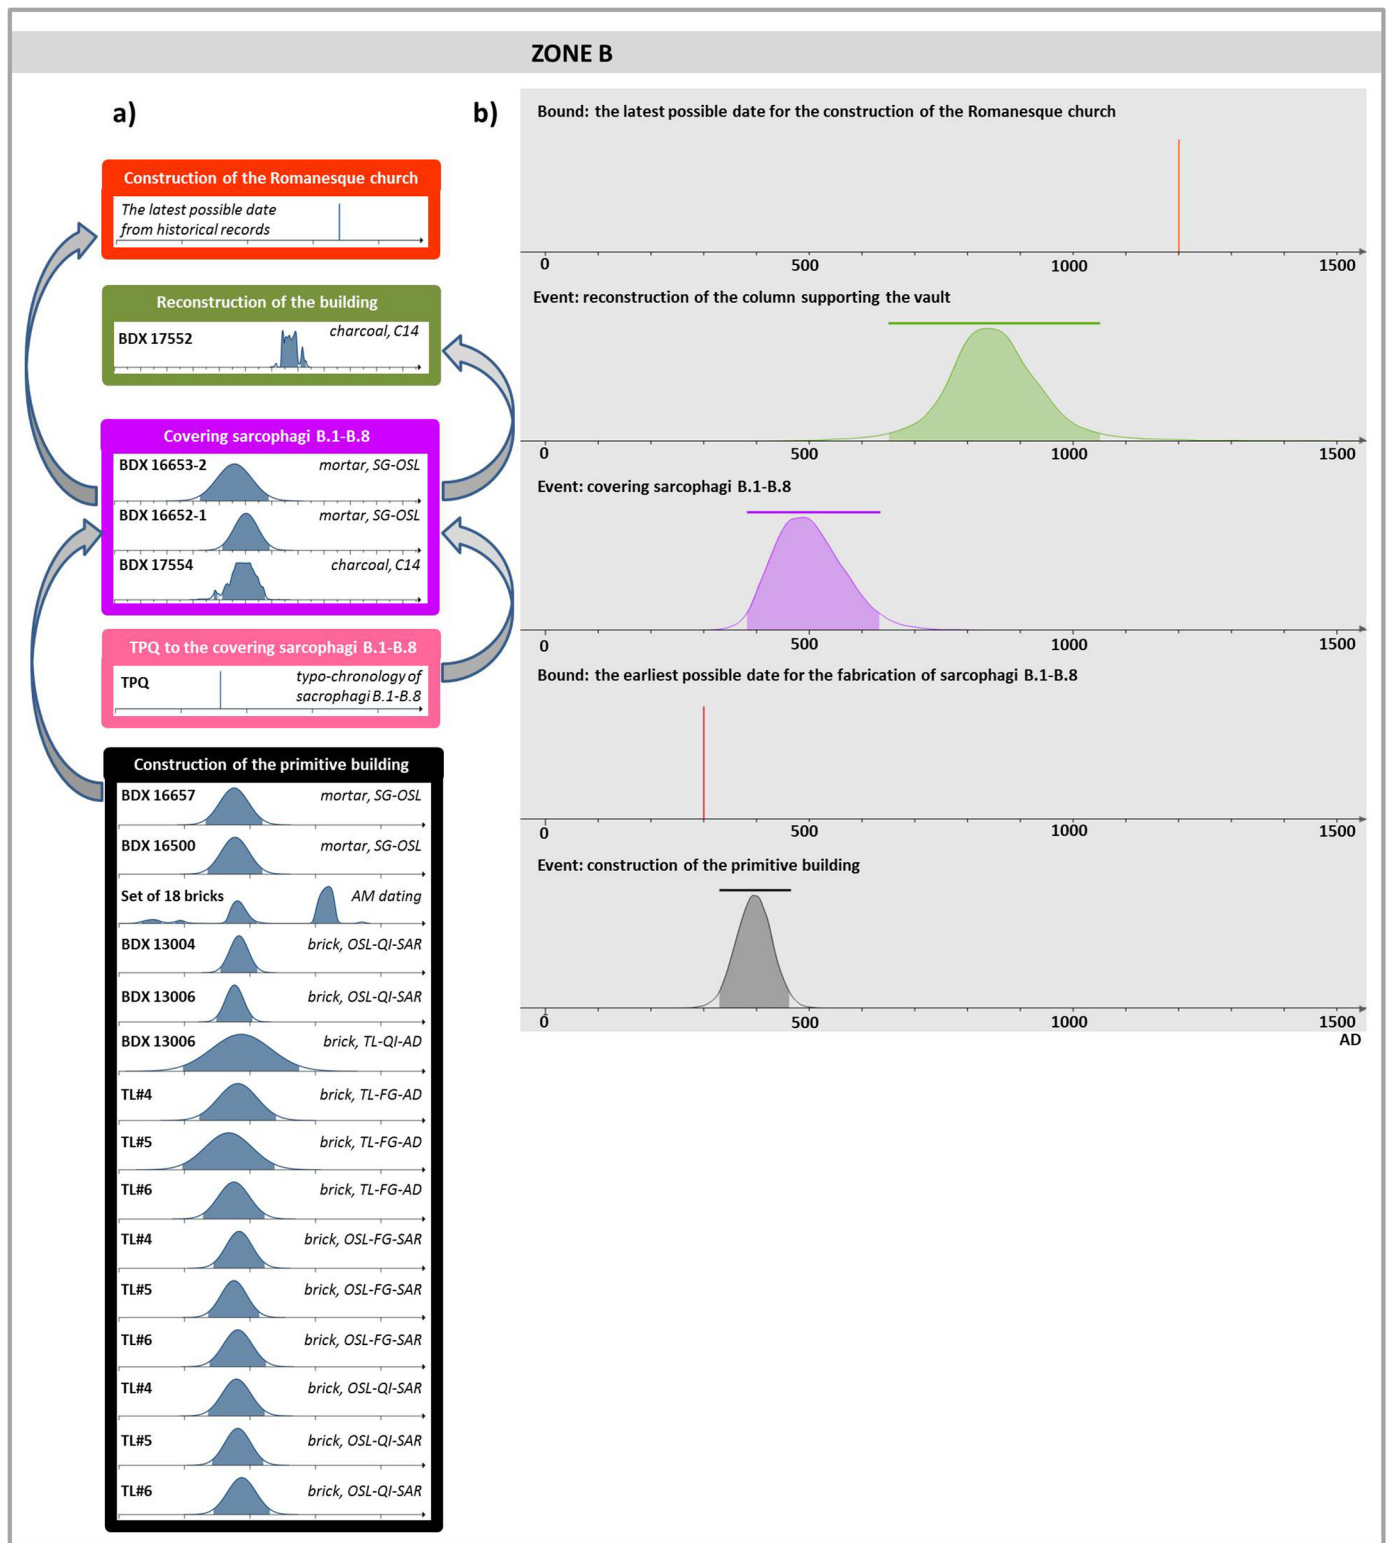 ZONE B
a)
Construction of the Romanesque church
The latest possible date
from historical records
Reconstruction of the building
BDX 17552
charcoal, C14
Covering sarcophagi B.1-B.8
BDX 16653-2
mortar, SG-OSL
BDX 16652-1
mortar, SG-OSL
BDX 17554
charcoal, C14
TPQ to the covering sarcophagi B.1-B.8
TPQ
typo-chronology of
sacrophagi B.1-B.8
Construction of the primitive building
BDX 16657
mortar, SG-OSL
BDX 16500
mortar, SG-OSL
Set of 18 bricks
AM dating
BDX 13004
brick, OSL-QI-SAR
BDX 13006
brick, OSL-QI-SAR
BDX 13006
brick, TL-QI-AD
TL#4
brick, TL-FG-AD
TL#5
brick, TL-FG-AD
TL#6
brick, TL-FG-AD
TL#4
brick, OSL-FG-SAR
TL#5
brick, OSL-FG-SAR
TL#6
brick, OSL-FG-SAR
TL#4
brick, OSL-QI-SAR
TL#5
brick, OSL-QI-SAR
TL#6
brick, OSL-QI-SAR
b)
Bound: the latest possible date for the construction of the Romanesque church
0 500 1000 1500
Event: reconstruction of the column supporting the vault
0 500 1000 1500
Event: covering sarcophagi B.1-B.8
0 500 1000 1500
Bound: the earliest possible date for the fabrication of sarcophagi B.1-B.8
0 500 1000 1500
Event: construction of the primitive building
0 500 1000 1500
AD